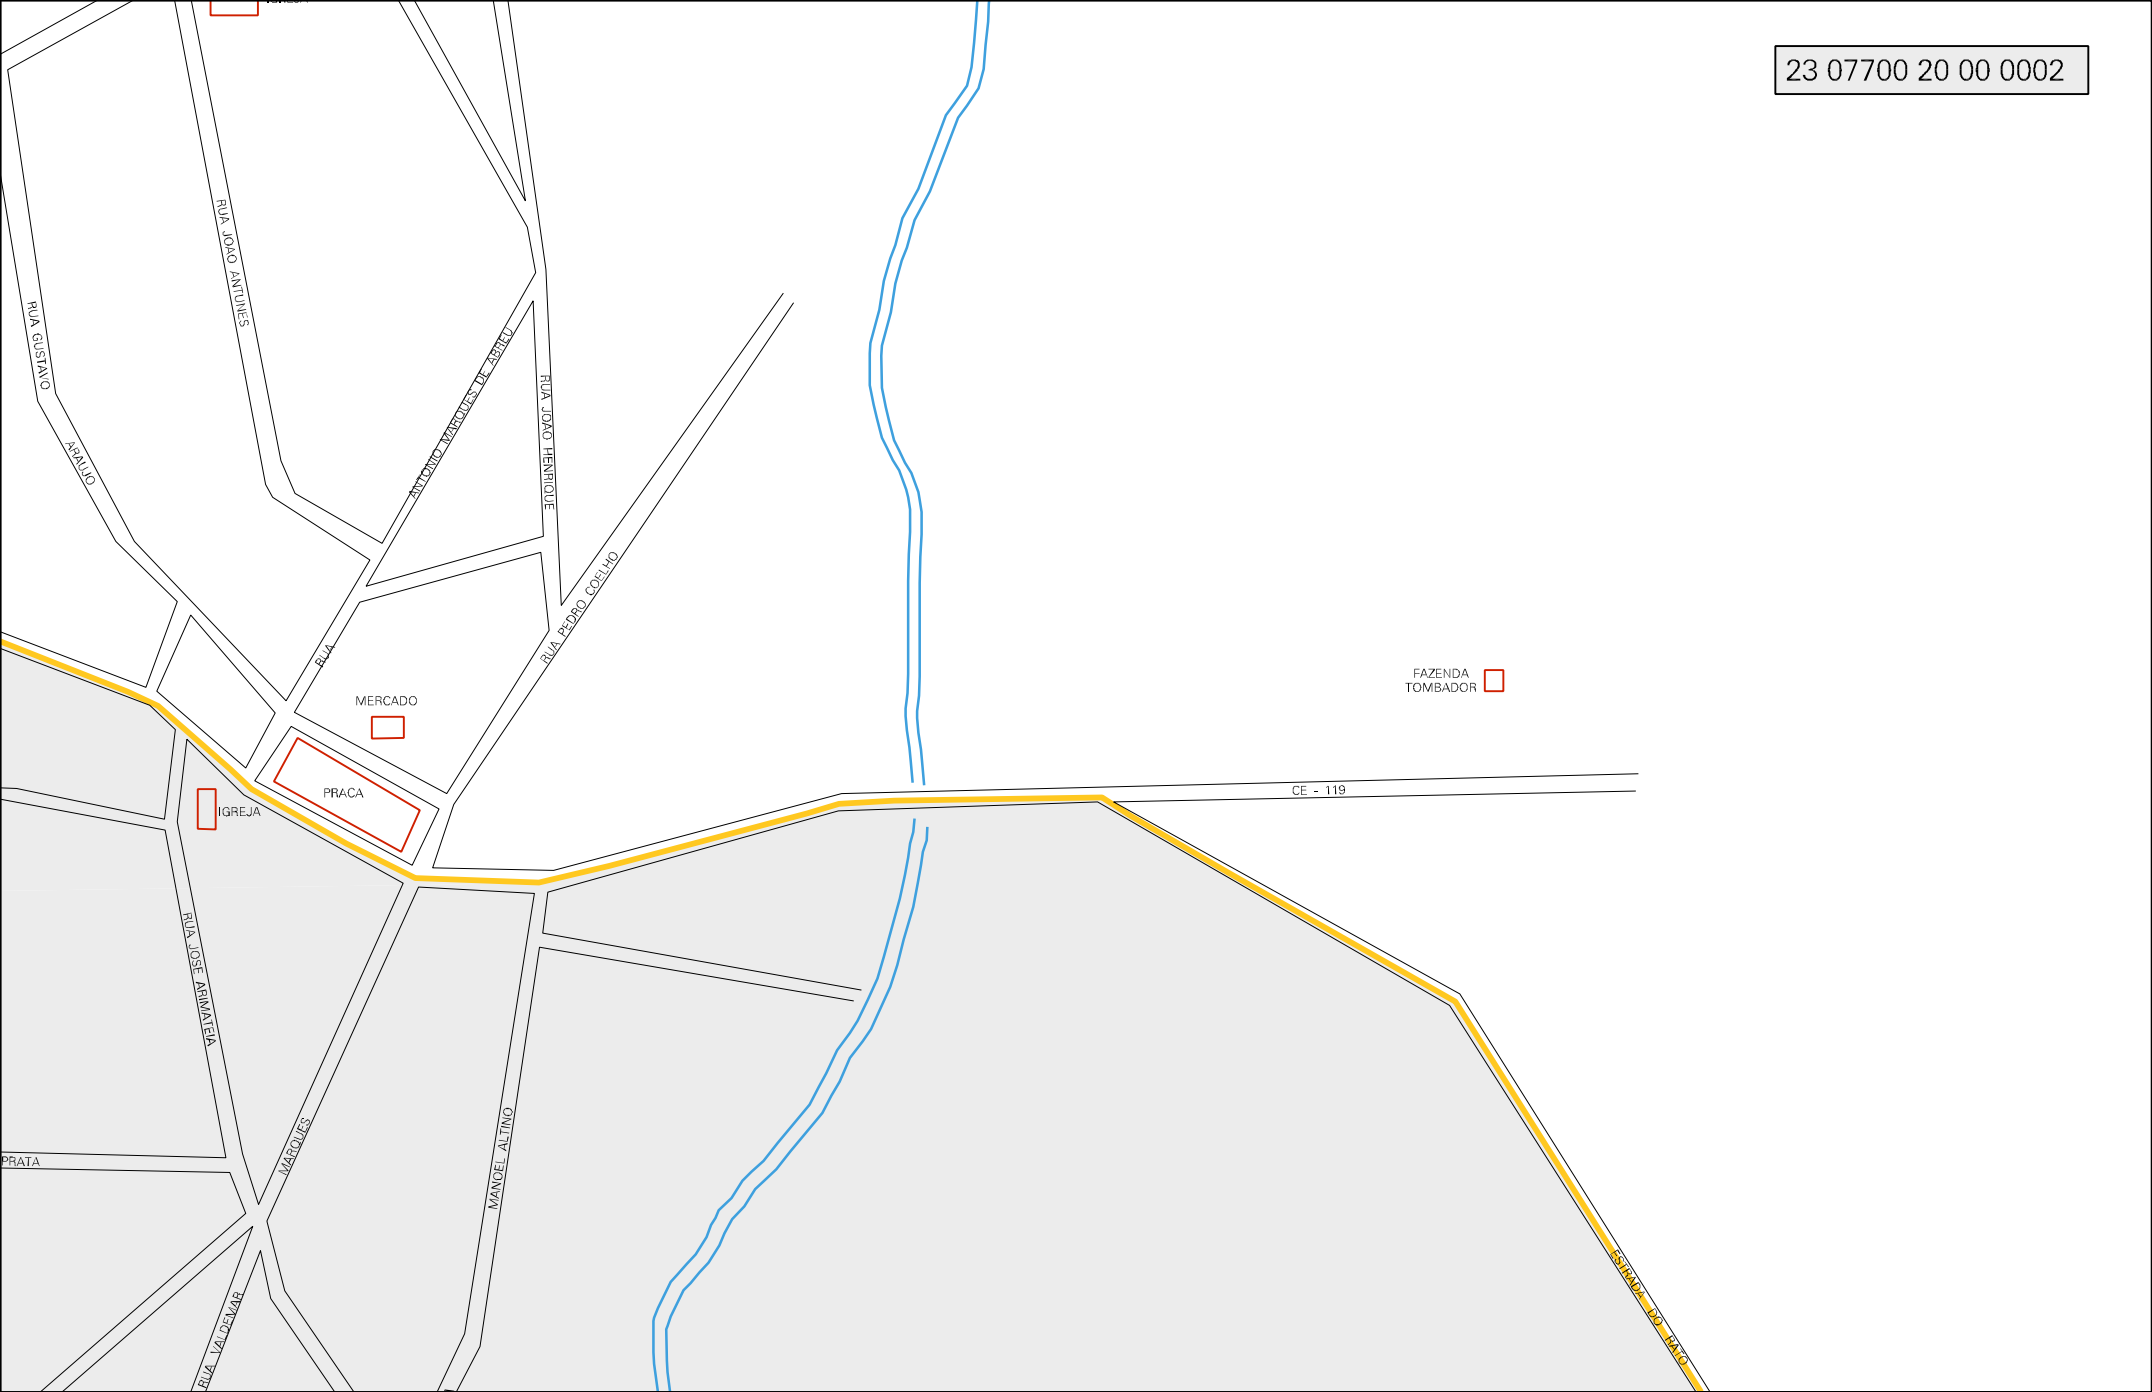 IGREJA
23 07700 20 00 0002
RUA JOAO ANTUNES
RUA GUSTAVO
ARAUJO
ANTONIO MARQUES DE ABREU
RUA
RUA JOAO HENRIQUE
RUA PEDRO COELHO
MERCADO
FAZENDA
TOMBADOR
PRACA
IGREJA
CE - 119
RUA JOSE ARIMATEIA
MARQUES
MANOEL ALTINO
PRATA
RUA VALDEMAR
ESTRADA DO RATO